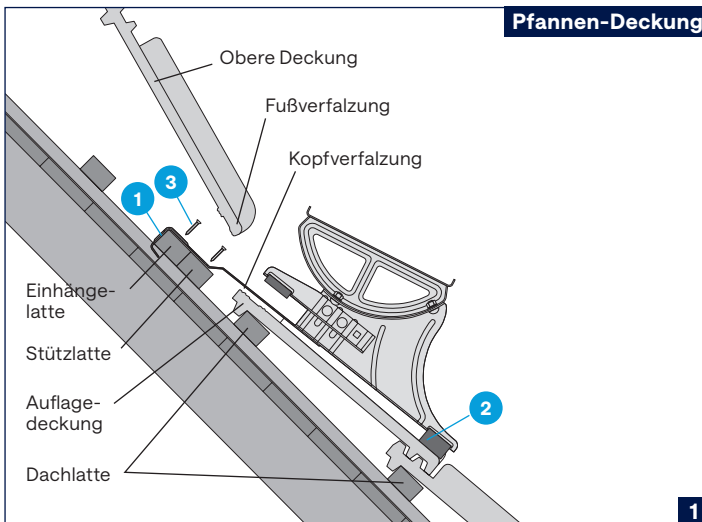 Pfannen-Deckung
Obere Deckung
Fußverfalzung
Kopfverfalzung
3
1
Einhänge-
latte
Stützlatte
Auflage-
deckung
2
Dachlatte
1